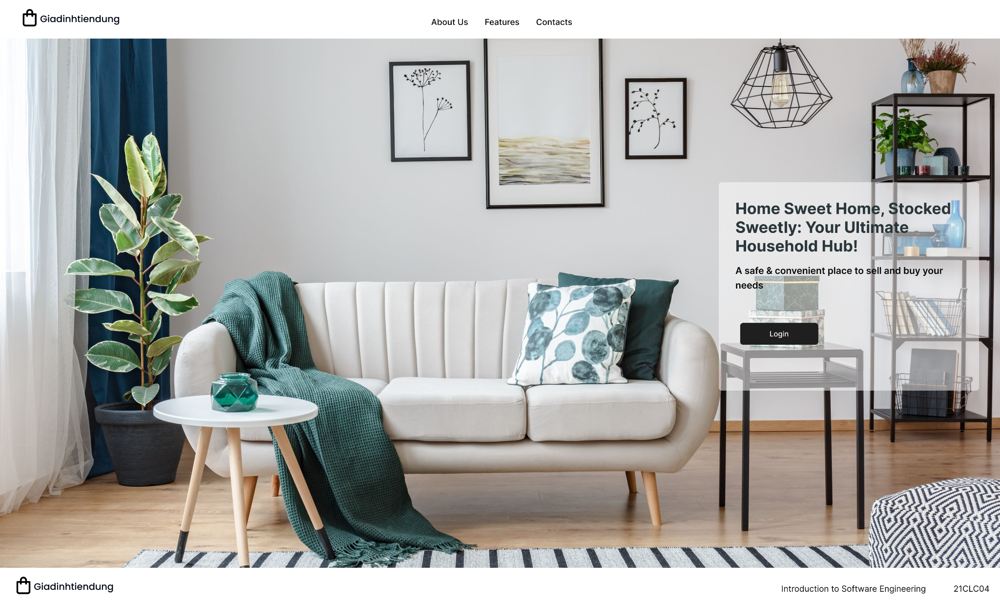 Giadinhtiendung
About Us Features Contacts
Home Sweet Home, Stocked
Sweetly: Your Ultimate
Household Hub!
A safe & convenient place to sell and buy your
needs
Login
Giadinhtiendung
Introduction to Software Engineering 21CLC04